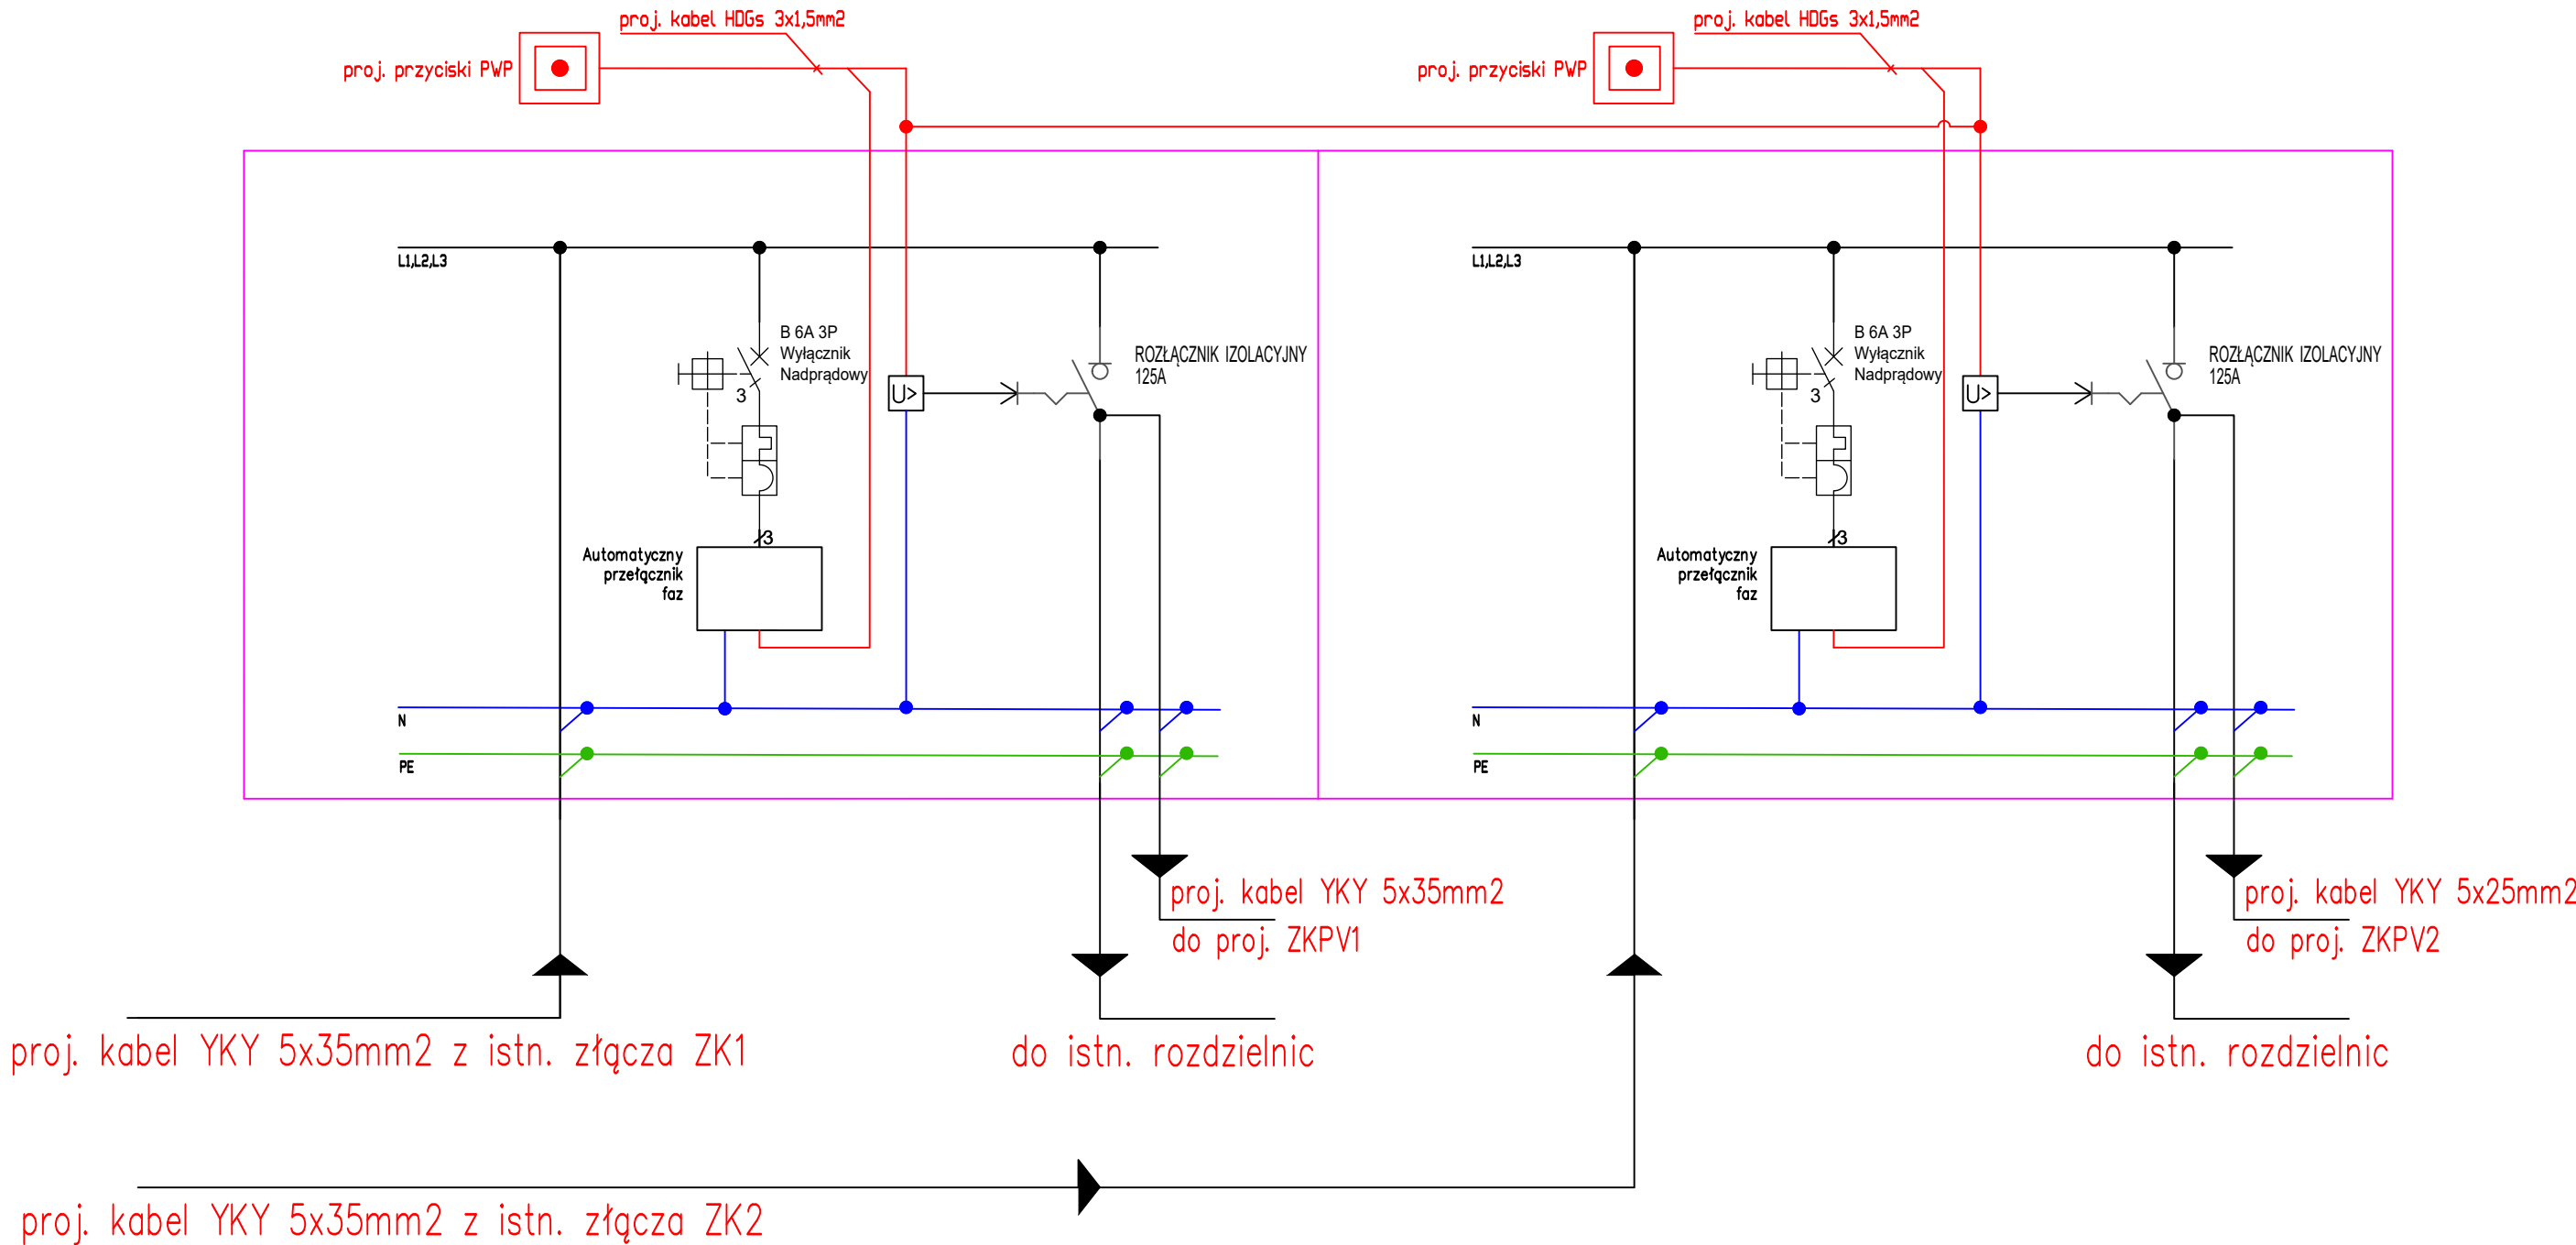 proj. kabel HDGs 3x1,5mm2
proj. kabel HDGs 3x1,5mm2
proj. przyciski PWP
proj. przyciski PWP
L1,L2,L3
L1,L2,L3
B 6A 3P
Wyłącznik
Nadprądowy
3
U>
ROZŁĄCZNIK IZOLACYJNY
125A
B 6A 3P
Wyłącznik
Nadprądowy
3
U>
ROZŁĄCZNIK IZOLACYJNY
125A
3
Automatyczny
przełącznik
faz
3
Automatyczny
przełącznik
faz
N
PE
N
PE
proj. kabel YKY 5x35mm2
do proj. ZKPV1
proj. kabel YKY 5x25mm2
do proj. ZKPV2
proj. kabel YKY 5x35mm2 z istn. złącza ZK1
do istn. rozdzielnic
do istn. rozdzielnic
proj. kabel YKY 5x35mm2 z istn. złącza ZK2